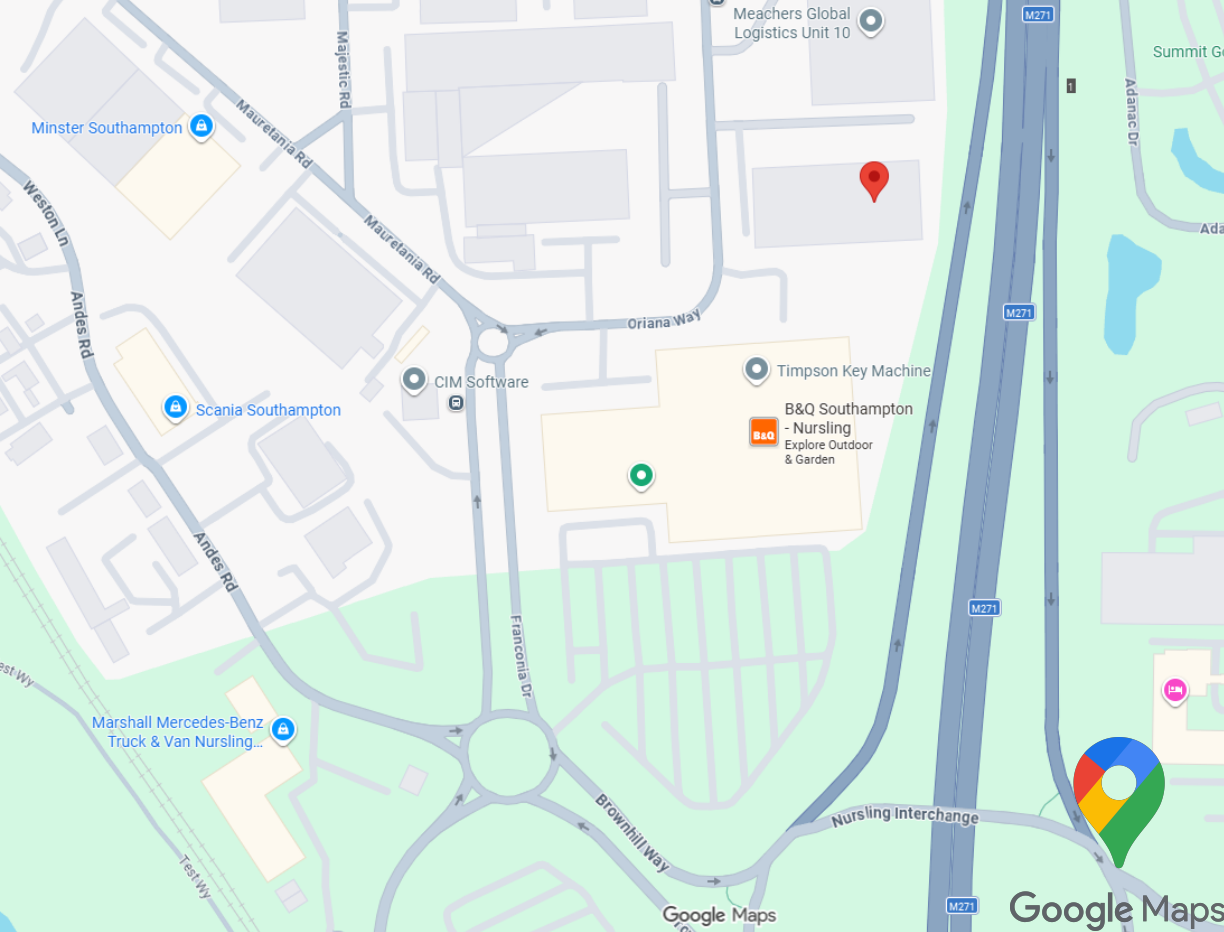 Meachers Global
Logistics Unit 10
M271
Summit Go
1
Majestic Rd
Adanac Dr
Minster Southampton
Mauretania Rd
Weston Ln
Mauretania Rd
Ada
Andes Rd
M271
Oriana Way
CIM Software
Timpson Key Machine
Scania Southampton
B&Q Southampton
- Nursling
Explore Outdoor
& Garden
B&Q
Andes Rd
M271
Franconia Dr
est Wy
Marshall Mercedes-Benz
Truck & Van Nursling...
Brownhill Way
Nursling Interchange
Test Wy
M271
Google Maps
Google Maps